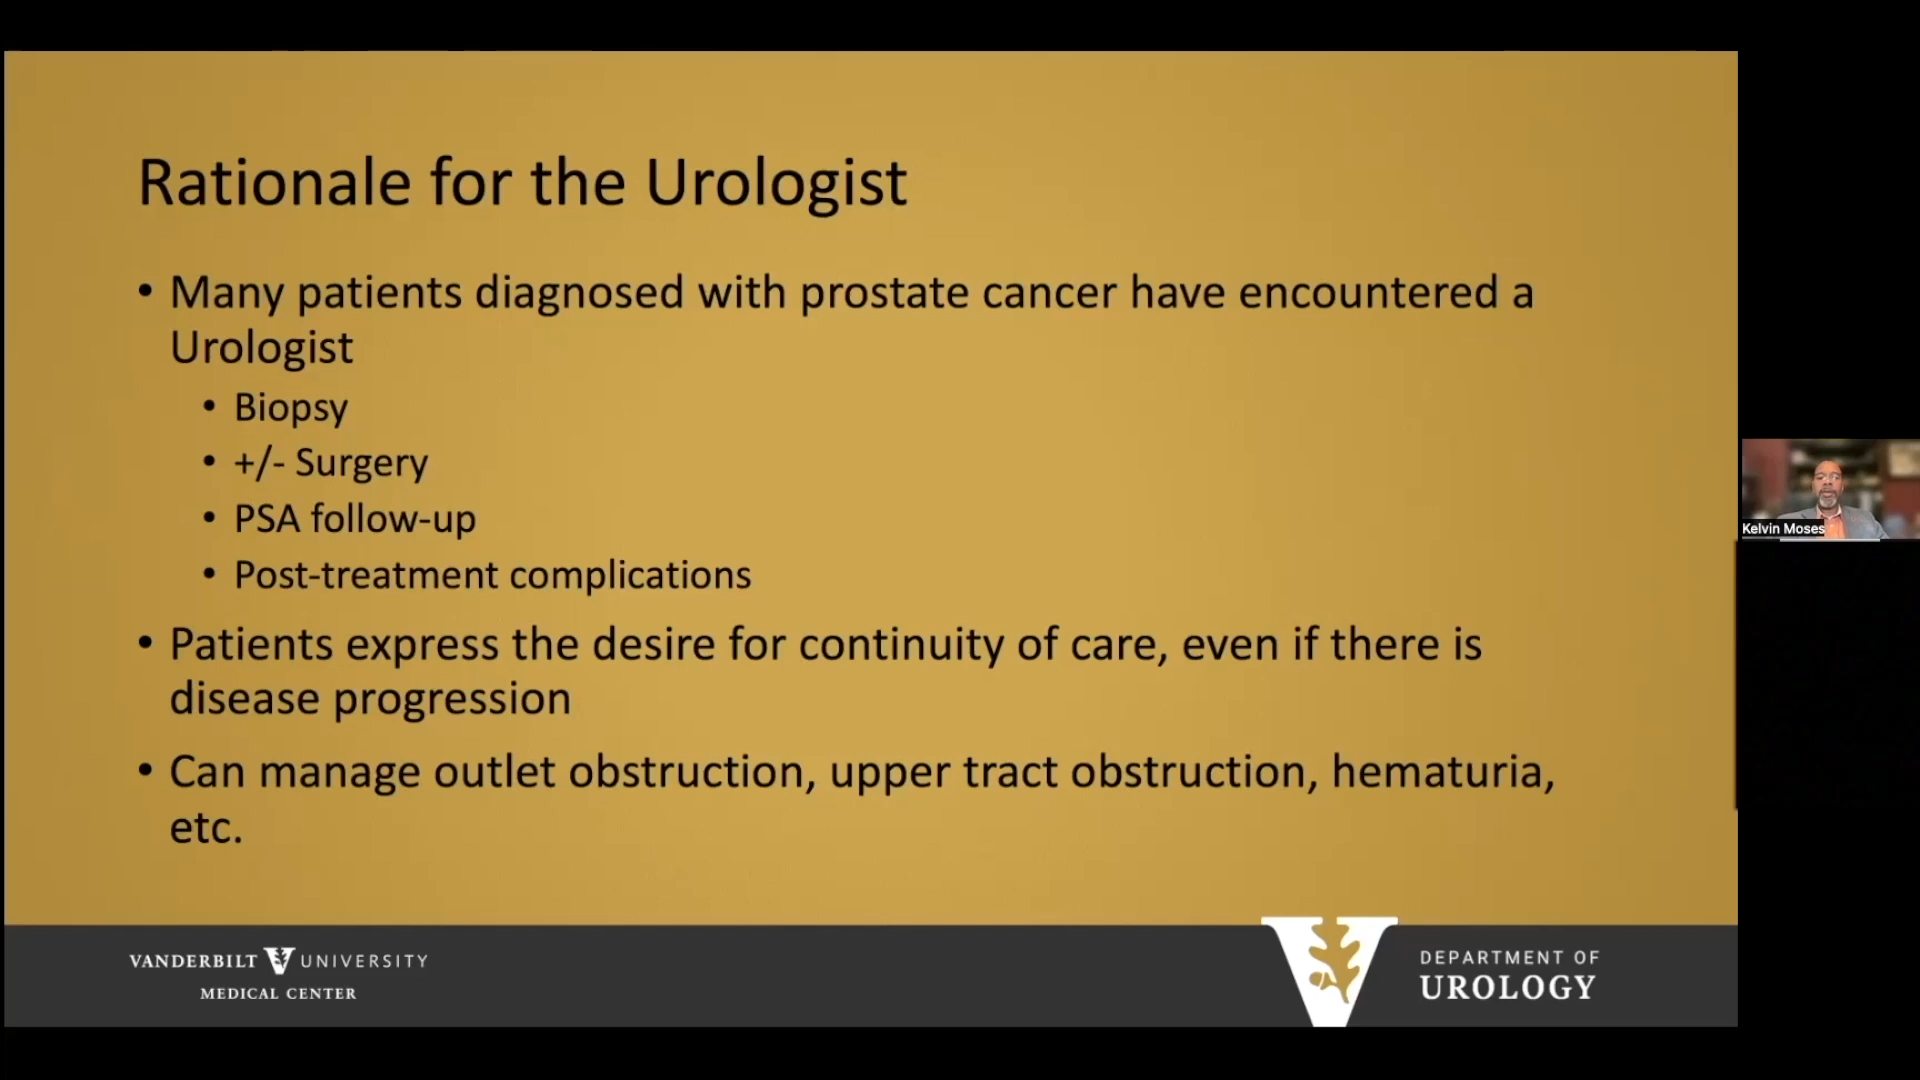 Rationale for the Urologist
• Many patients diagnosed with prostate cancer have encountered a
Urologist
• Biopsy
• +/- Surgery
• PSA follow-up
• Post-treatment complications
• Patients express the desire for continuity of care, even if there is
disease progression
• Can manage outlet obstruction, upper tract obstruction, hematuria,
etc.
Kelvin Moses
VANDERBILT V UNIVERSITY
MEDICAL CENTER
DEPARTMENT OF
UROLOGY